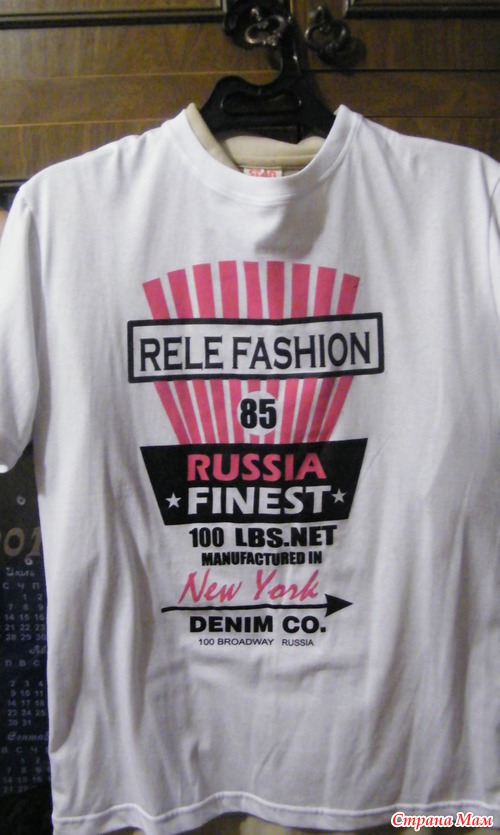 RELE FASHION
85
RUSSIA
FINEST
100 LBS.NET
MANUFACTURED IN
New York
DENIM CO.
100 BROADWAY RUSSIA
Июль
Страна Мам